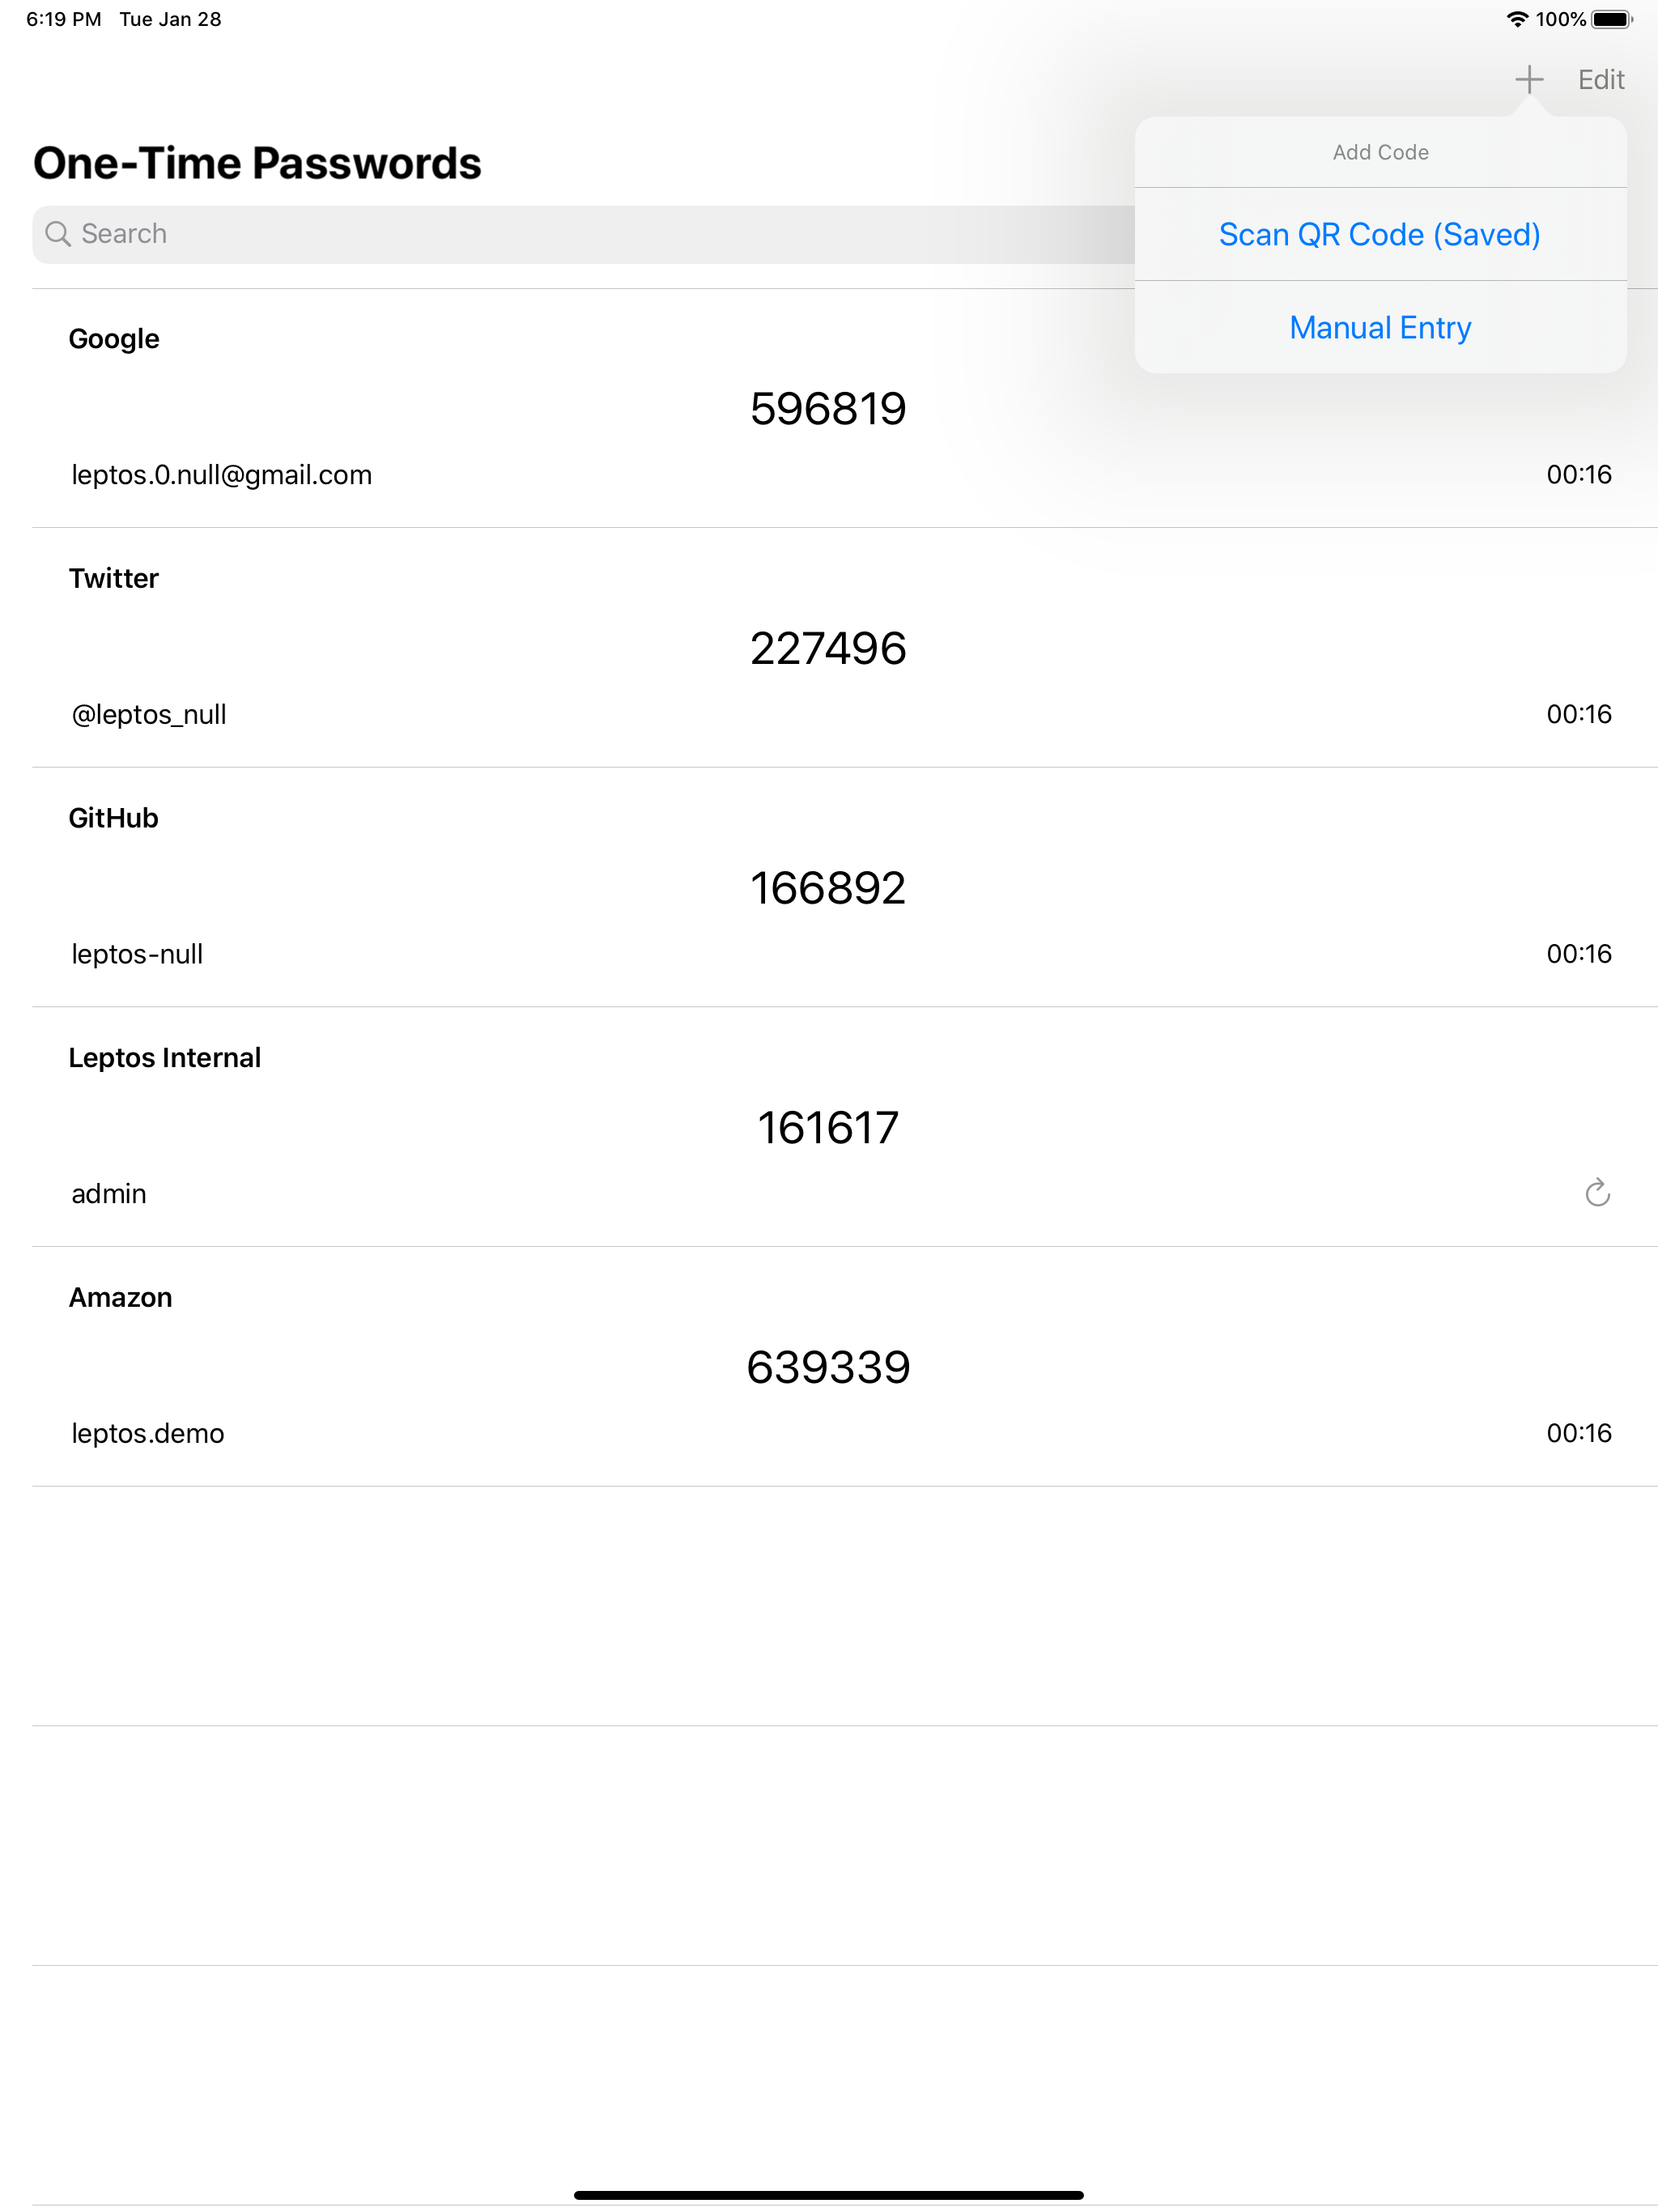 6:19 PM Tue Jan 28 100%
Edit
Add Code
One-Time Passwords
Search
Scan QR Code (Saved)
Manual Entry
Google
596819
leptos.0.null@gmail.com 00:16
Twitter
227496
@leptos_null 00:16
GitHub
166892
leptos-null 00:16
Leptos Internal
161617
admin
Amazon
639339
leptos.demo 00:16